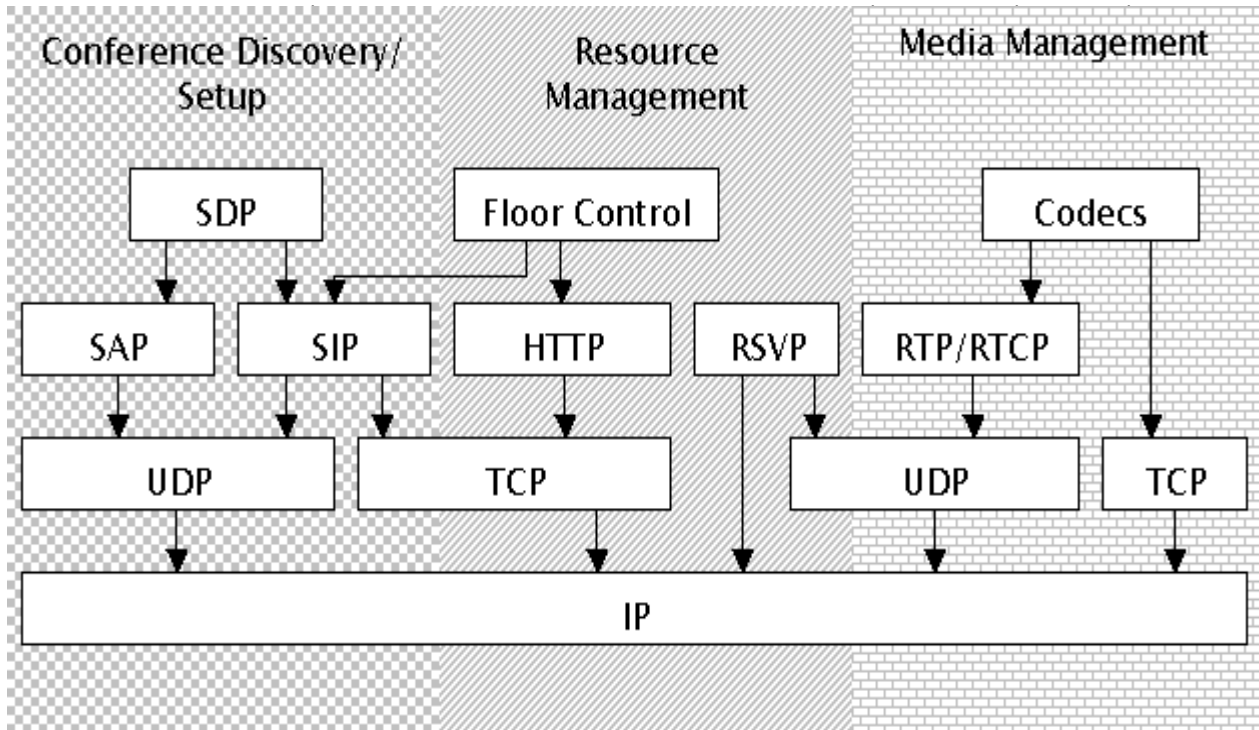 Conference Discovery/
Setup
Resource
Management
Media Management
SDP
Floor Control
Codecs
SAP
SIP
HTTP
RSVP
RTP/RTCP
UDP
TCP
UDP
TCP
IP